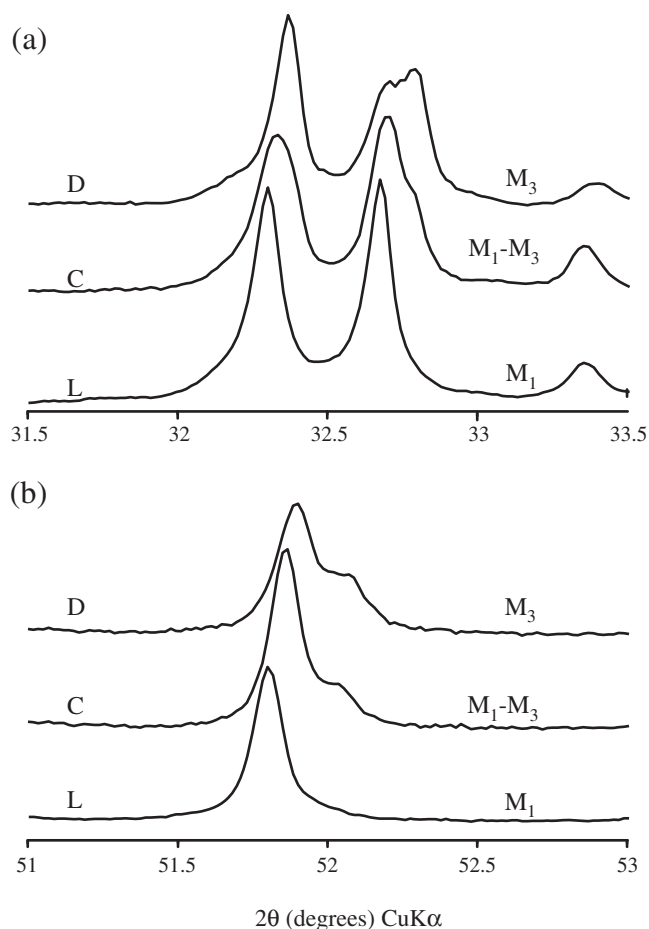 (a)
D
M₃
C
M₁-M₃
L
M₁
31.5 32 32.5 33 33.5
(b)
D
M₃
C
M₁-M₃
L
M₁
51 51.5 52 52.5 53
2θ (degrees) CuKα